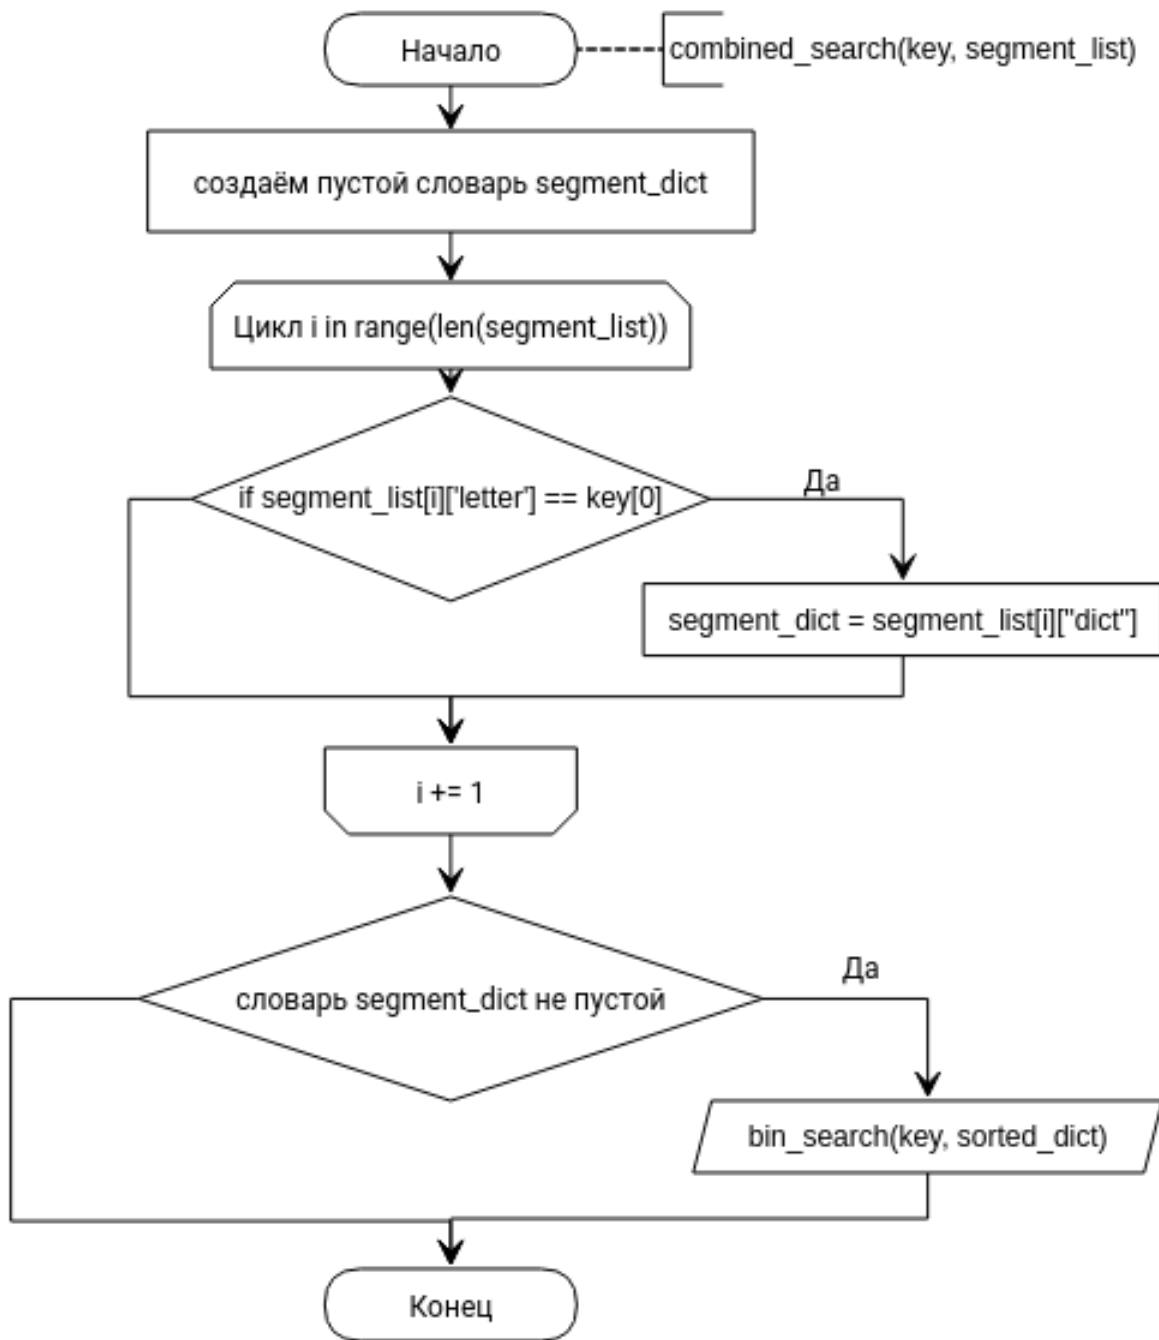 Начало
combined_search(key, segment_list)
создаём пустой словарь segment_dict
Цикл i in range(len(segment_list))
if segment_list[i]['letter'] == key[0]
Да
segment_dict = segment_list[i]["dict"]
i += 1
словарь segment_dict не пустой
Да
bin_search(key, sorted_dict)
Конец